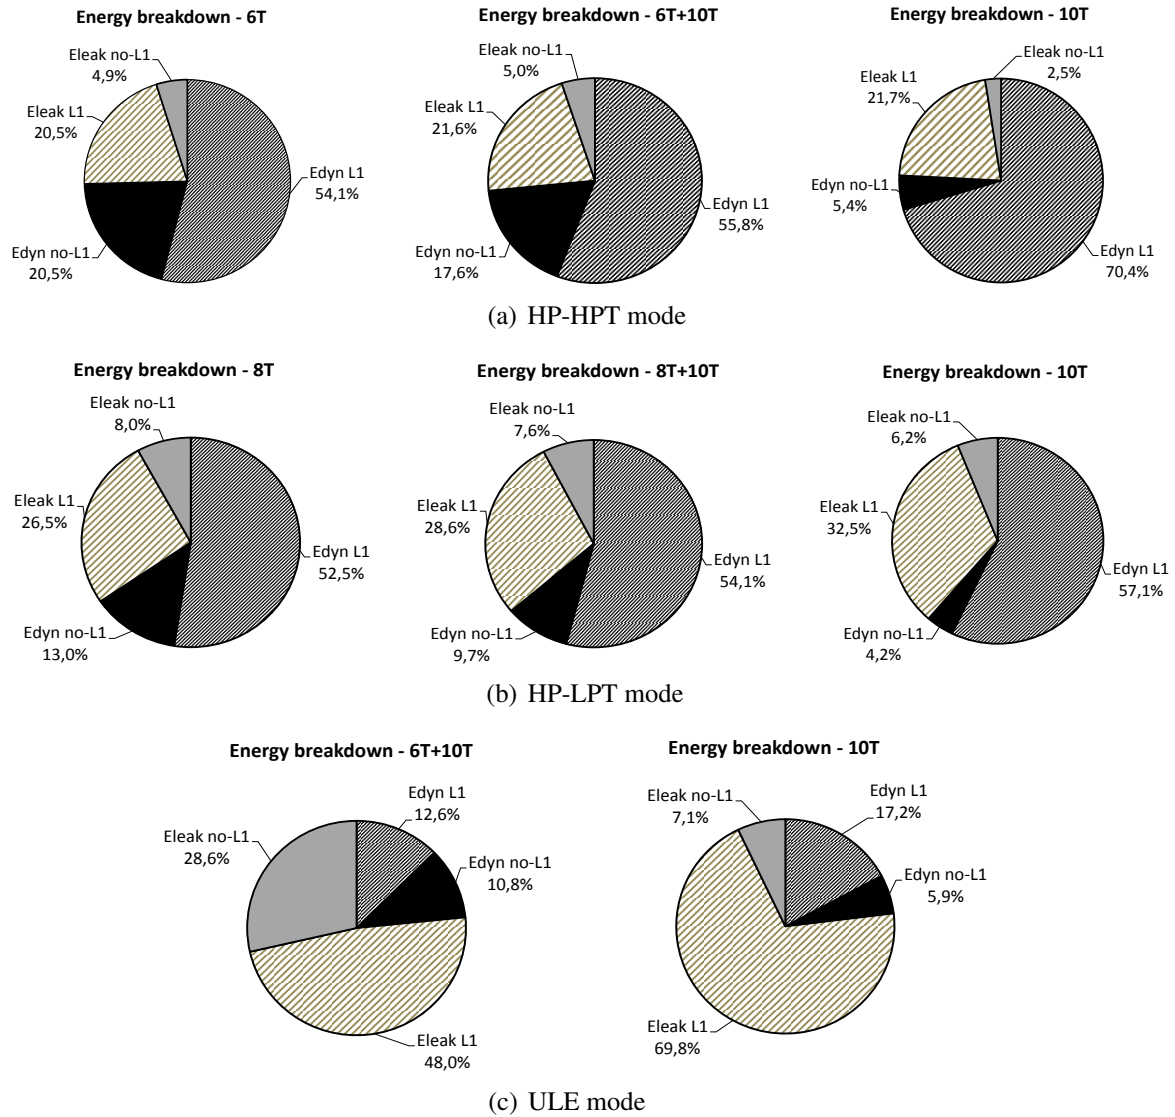 Energy breakdown - 6T
Eleak no-L1
4,9%
Eleak L1
20,5%
Edyn L1
54,1%
Edyn no-L1
20,5%
Energy breakdown - 6T+10T
Eleak no-L1
5,0%
Eleak L1
21,6%
Edyn L1
55,8%
Edyn no-L1
17,6%
Energy breakdown - 10T
Eleak no-L1
2,5%
Eleak L1
21,7%
Edyn no-L1
5,4%
Edyn L1
70,4%
(a) HP-HPT mode
Energy breakdown - 8T
Eleak no-L1
8,0%
Eleak L1
26,5%
Edyn L1
52,5%
Edyn no-L1
13,0%
Energy breakdown - 8T+10T
Eleak no-L1
7,6%
Eleak L1
28,6%
Edyn L1
54,1%
Edyn no-L1
9,7%
Energy breakdown - 10T
Eleak no-L1
6,2%
Eleak L1
32,5%
Edyn L1
57,1%
Edyn no-L1
4,2%
(b) HP-LPT mode
Energy breakdown - 6T+10T
Edyn L1
12,6%
Eleak no-L1
28,6%
Edyn no-L1
10,8%
Eleak L1
48,0%
Energy breakdown - 10T
Eleak no-L1
7,1%
Edyn L1
17,2%
Edyn no-L1
5,9%
Eleak L1
69,8%
(c) ULE mode